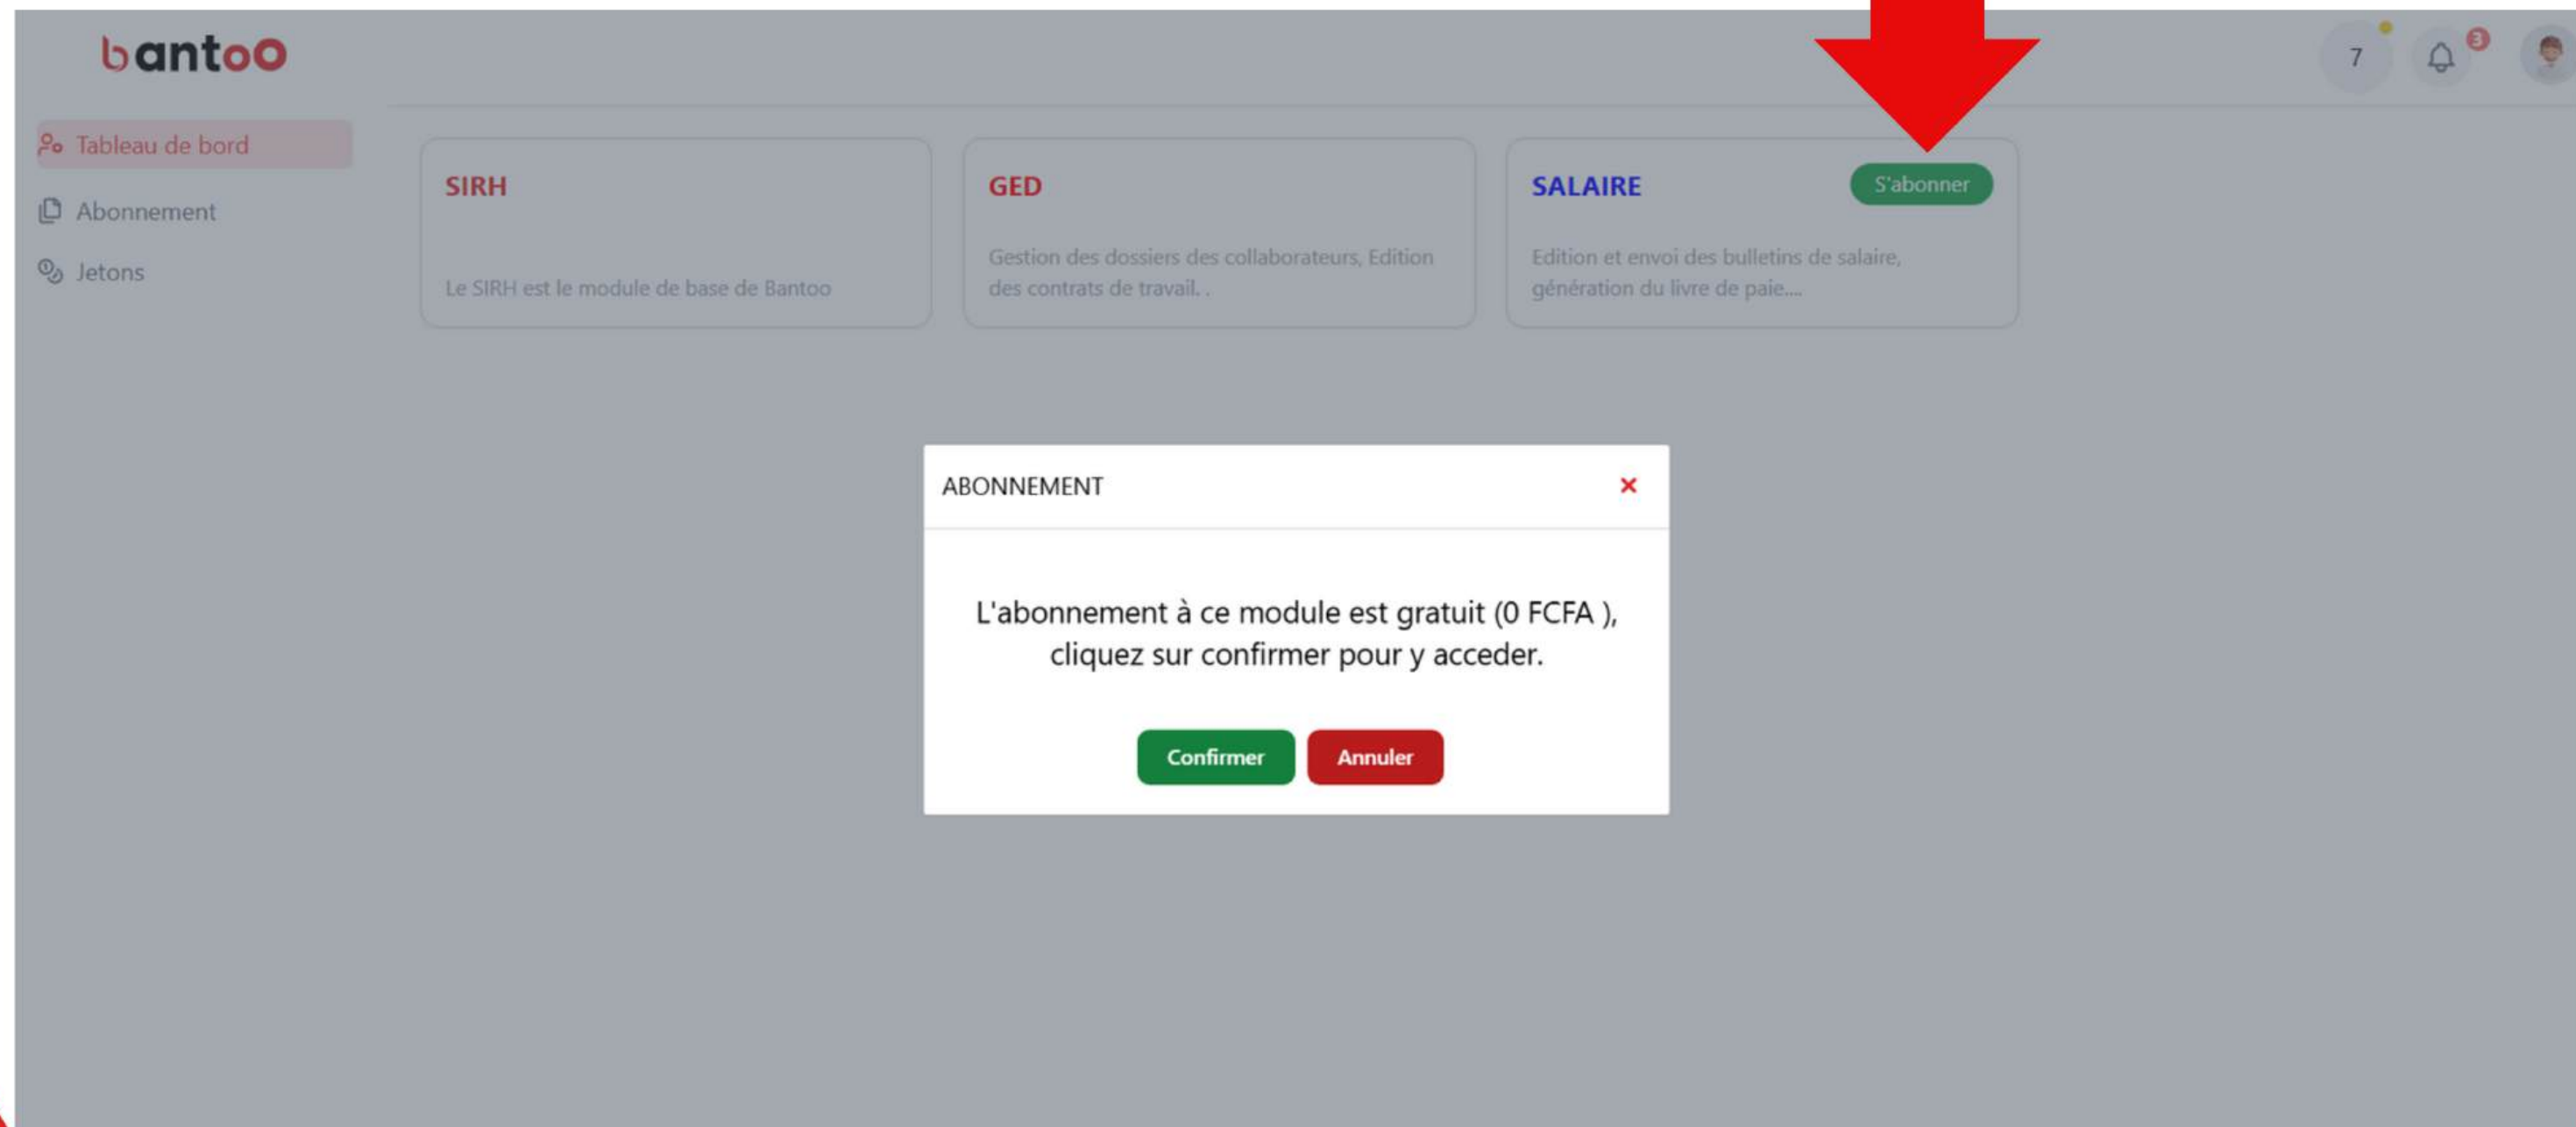 bantoo
7
3
Tableau de bord
Abonnement
Jetons
SIRH
Le SIRH est le module de base de Bantoo
GED
Gestion des dossiers des collaborateurs, Edition
des contrats de travail. .
SALAIRE
S'abonner
Edition et envoi des bulletins de salaire,
génération du livre de paie....
ABONNEMENT
L'abonnement à ce module est gratuit (0 FCFA ),
cliquez sur confirmer pour y acceder.
Confirmer
Annuler